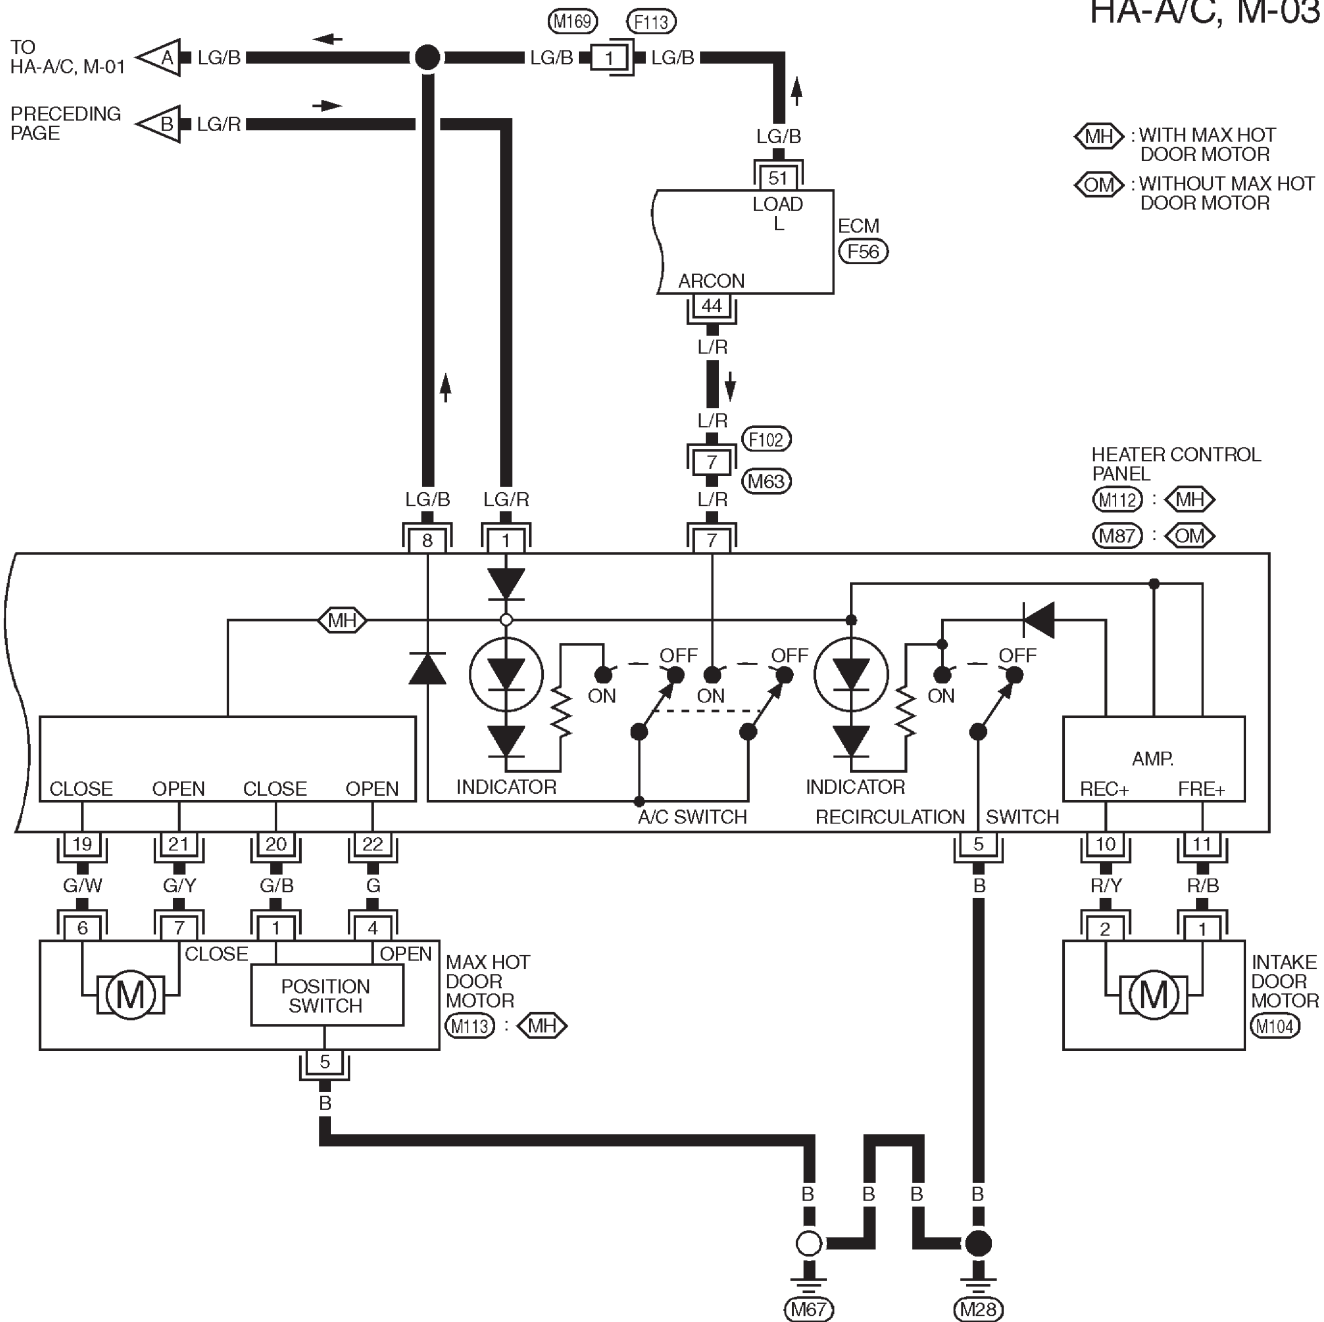 HA-A/C, M-03
M169 F113
TO
HA-A/C, M-01
A LG/B LG/B 1 LG/B
PRECEDING
PAGE
B LG/R
MH : WITH MAX HOT
DOOR MOTOR
OM : WITHOUT MAX HOT
DOOR MOTOR
LG/B
51
LOAD
L
ECM
F56
ARCON
44
L/R
L/R
F102
7
M63
HEATER CONTROL
PANEL
M112 : MH
M87 : OM
LG/B LG/R L/R
8 1 7
MH
OFF OFF OFF
ON ON ON
CLOSE OPEN CLOSE OPEN
INDICATOR
A/C SWITCH
INDICATOR
RECIRCULATION SWITCH
AMP.
REC+ FRE+
19 21 20 22 5 10 11
G/W G/Y G/B G B R/Y R/B
6 7 1 4 2 1
CLOSE OPEN
M
POSITION
SWITCH
MAX HOT
DOOR
MOTOR
M113 : MH
M
INTAKE
DOOR
MOTOR
M104
5
B
B B B B
M67 M28